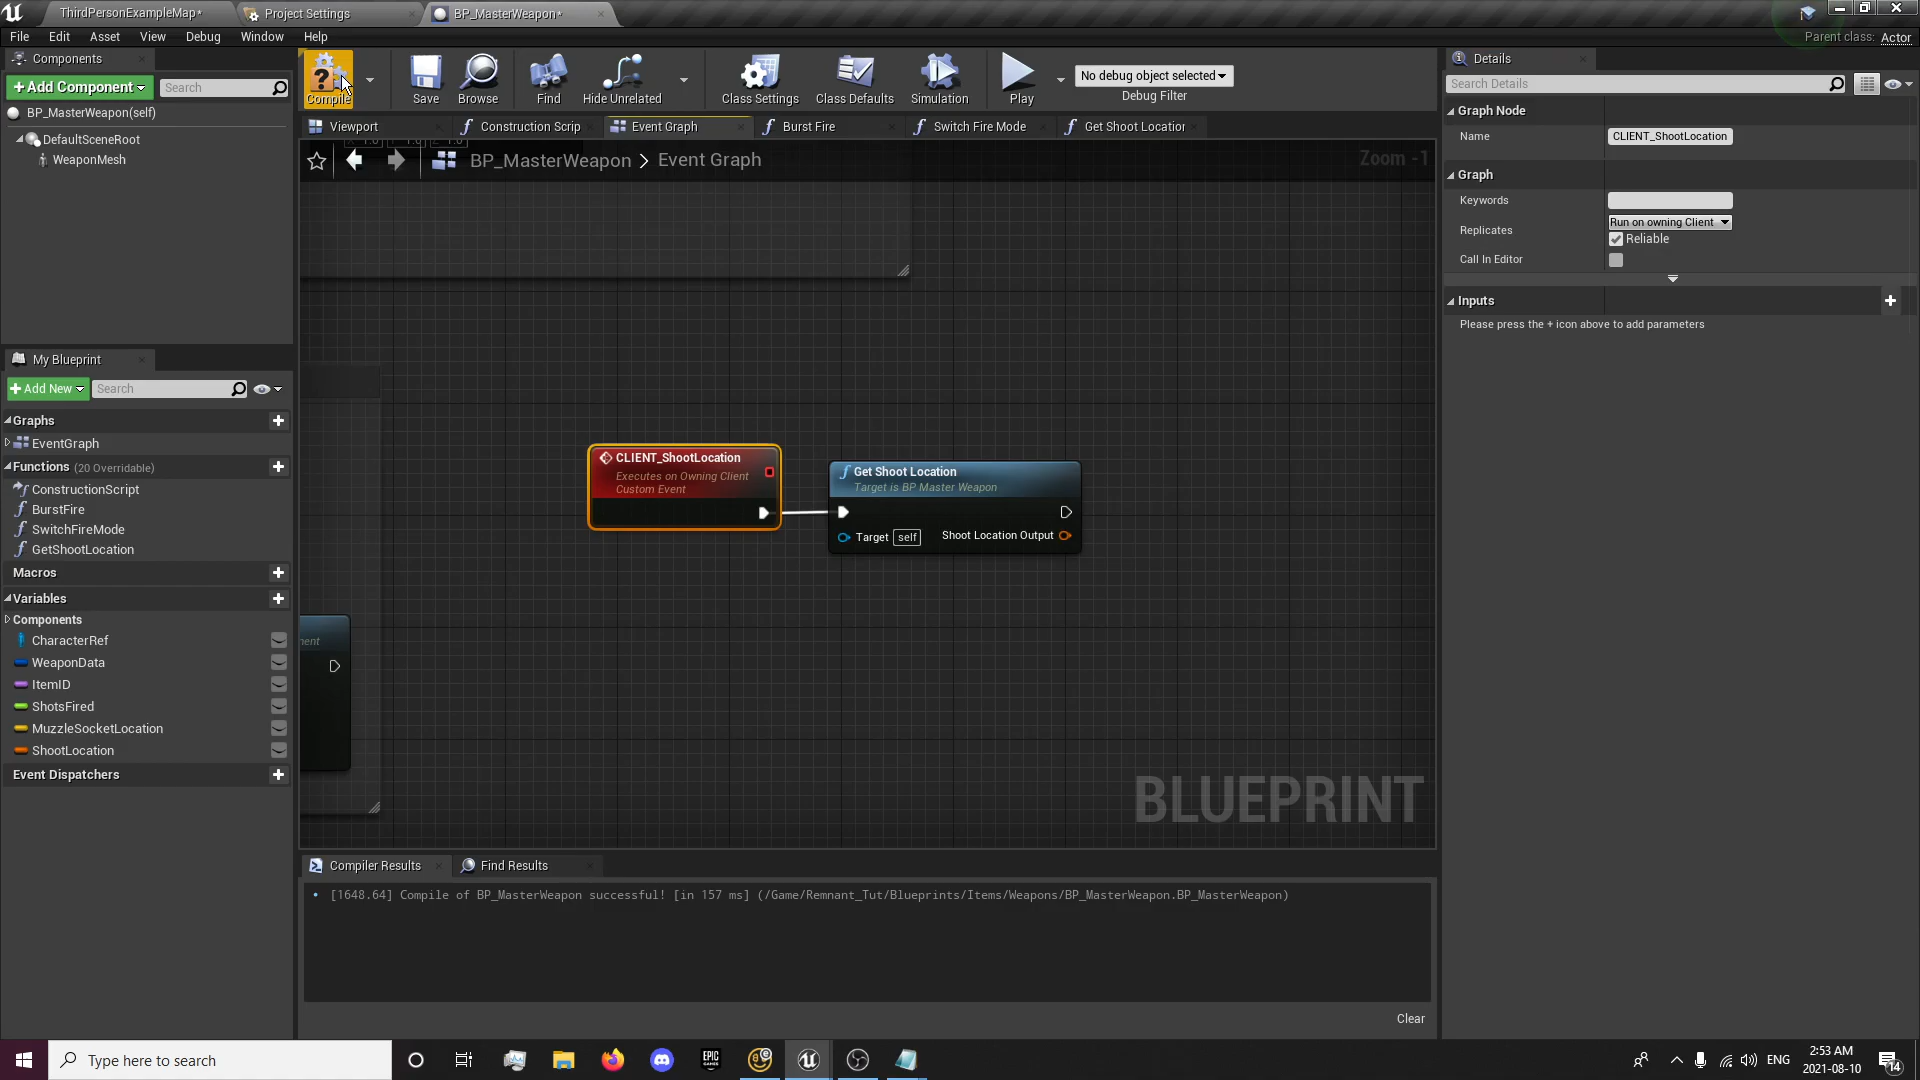 ThirdPersonExampleMap*
Project Settings
BP_MasterWeapon*
File Edit Asset View Debug Window Help
Parent class: Actor
Components
+Add Component
Search
BP_MasterWeapon(self)
DefaultSceneRoot
WeaponMesh
Compile
Save
Browse
Find
Hide Unrelated
Class Settings
Class Defaults
Simulation
Play
No debug object selected
Debug Filter
Viewport
Construction Scrip
Event Graph
Burst Fire
Switch Fire Mode
Get Shoot Location
BP_MasterWeapon > Event Graph
Zoom -1
CLIENT_ShootLocation
Executes on Owning Client
Custom Event
Get Shoot Location
Target is BP Master Weapon
Target self
Shoot Location Output
BLUEPRINT
My Blueprint
+Add New
Search
Graphs
EventGraph
Functions (20 Overridable)
ConstructionScript
BurstFire
SwitchFireMode
GetShootLocation
Macros
Variables
Components
CharacterRef
WeaponData
ItemID
ShotsFired
MuzzleSocketLocation
ShootLocation
Event Dispatchers
Compiler Results
Find Results
[1648.64] Compile of BP_MasterWeapon successful! [in 157 ms] (/Game/Remnant_Tut/Blueprints/Items/Weapons/BP_MasterWeapon.BP_MasterWeapon)
Clear
Details
Search Details
Graph Node
Name
CLIENT_ShootLocation
Graph
Keywords
Replicates
Run on owning Client
Reliable
Call In Editor
Inputs
Please press the + icon above to add parameters
Type here to search
EPIC GAMES
ENG
2:53 AM
2021-08-10
14